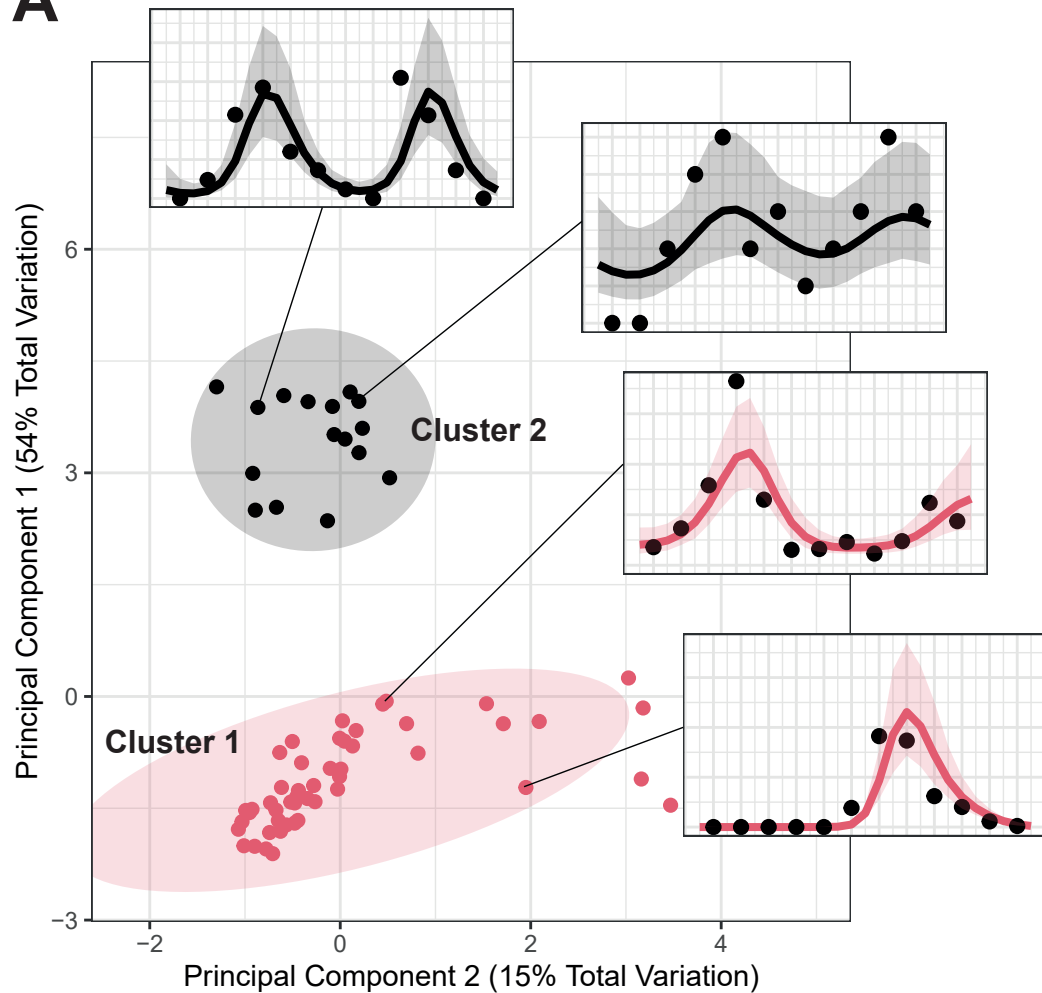 A
Principal Component 1 (54% Total Variation)
6
3
0
−3
Cluster 2
Cluster 1
−2
0
2
4
Principal Component 2 (15% Total Variation)